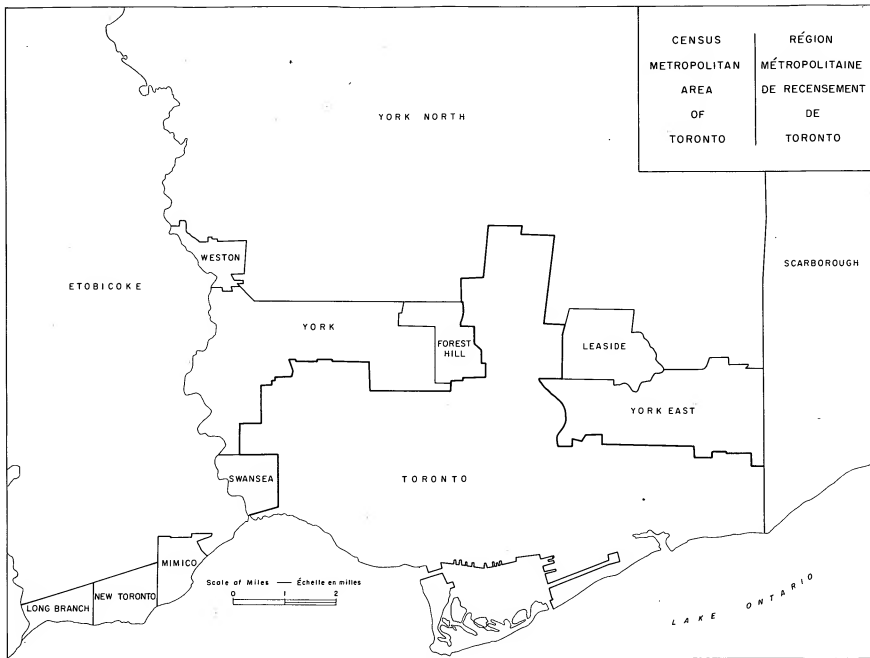 CENSUS
METROPOLITAN
AREA
OF
TORONTO
RÉGION
MÉTROPOLITAINE
DE RECENSEMENT
DE
TORONTO
YORK NORTH
WESTON
SCARBOROUGH
ETOBICOKE
YORK
FOREST
HILL
LEASIDE
YORK EAST
SWANSEA
TORONTO
MIMICO
NEW TORONTO
LONG BRANCH
Scale of Miles — Échelle en milles
0 1 2
LAKE ONTARIO